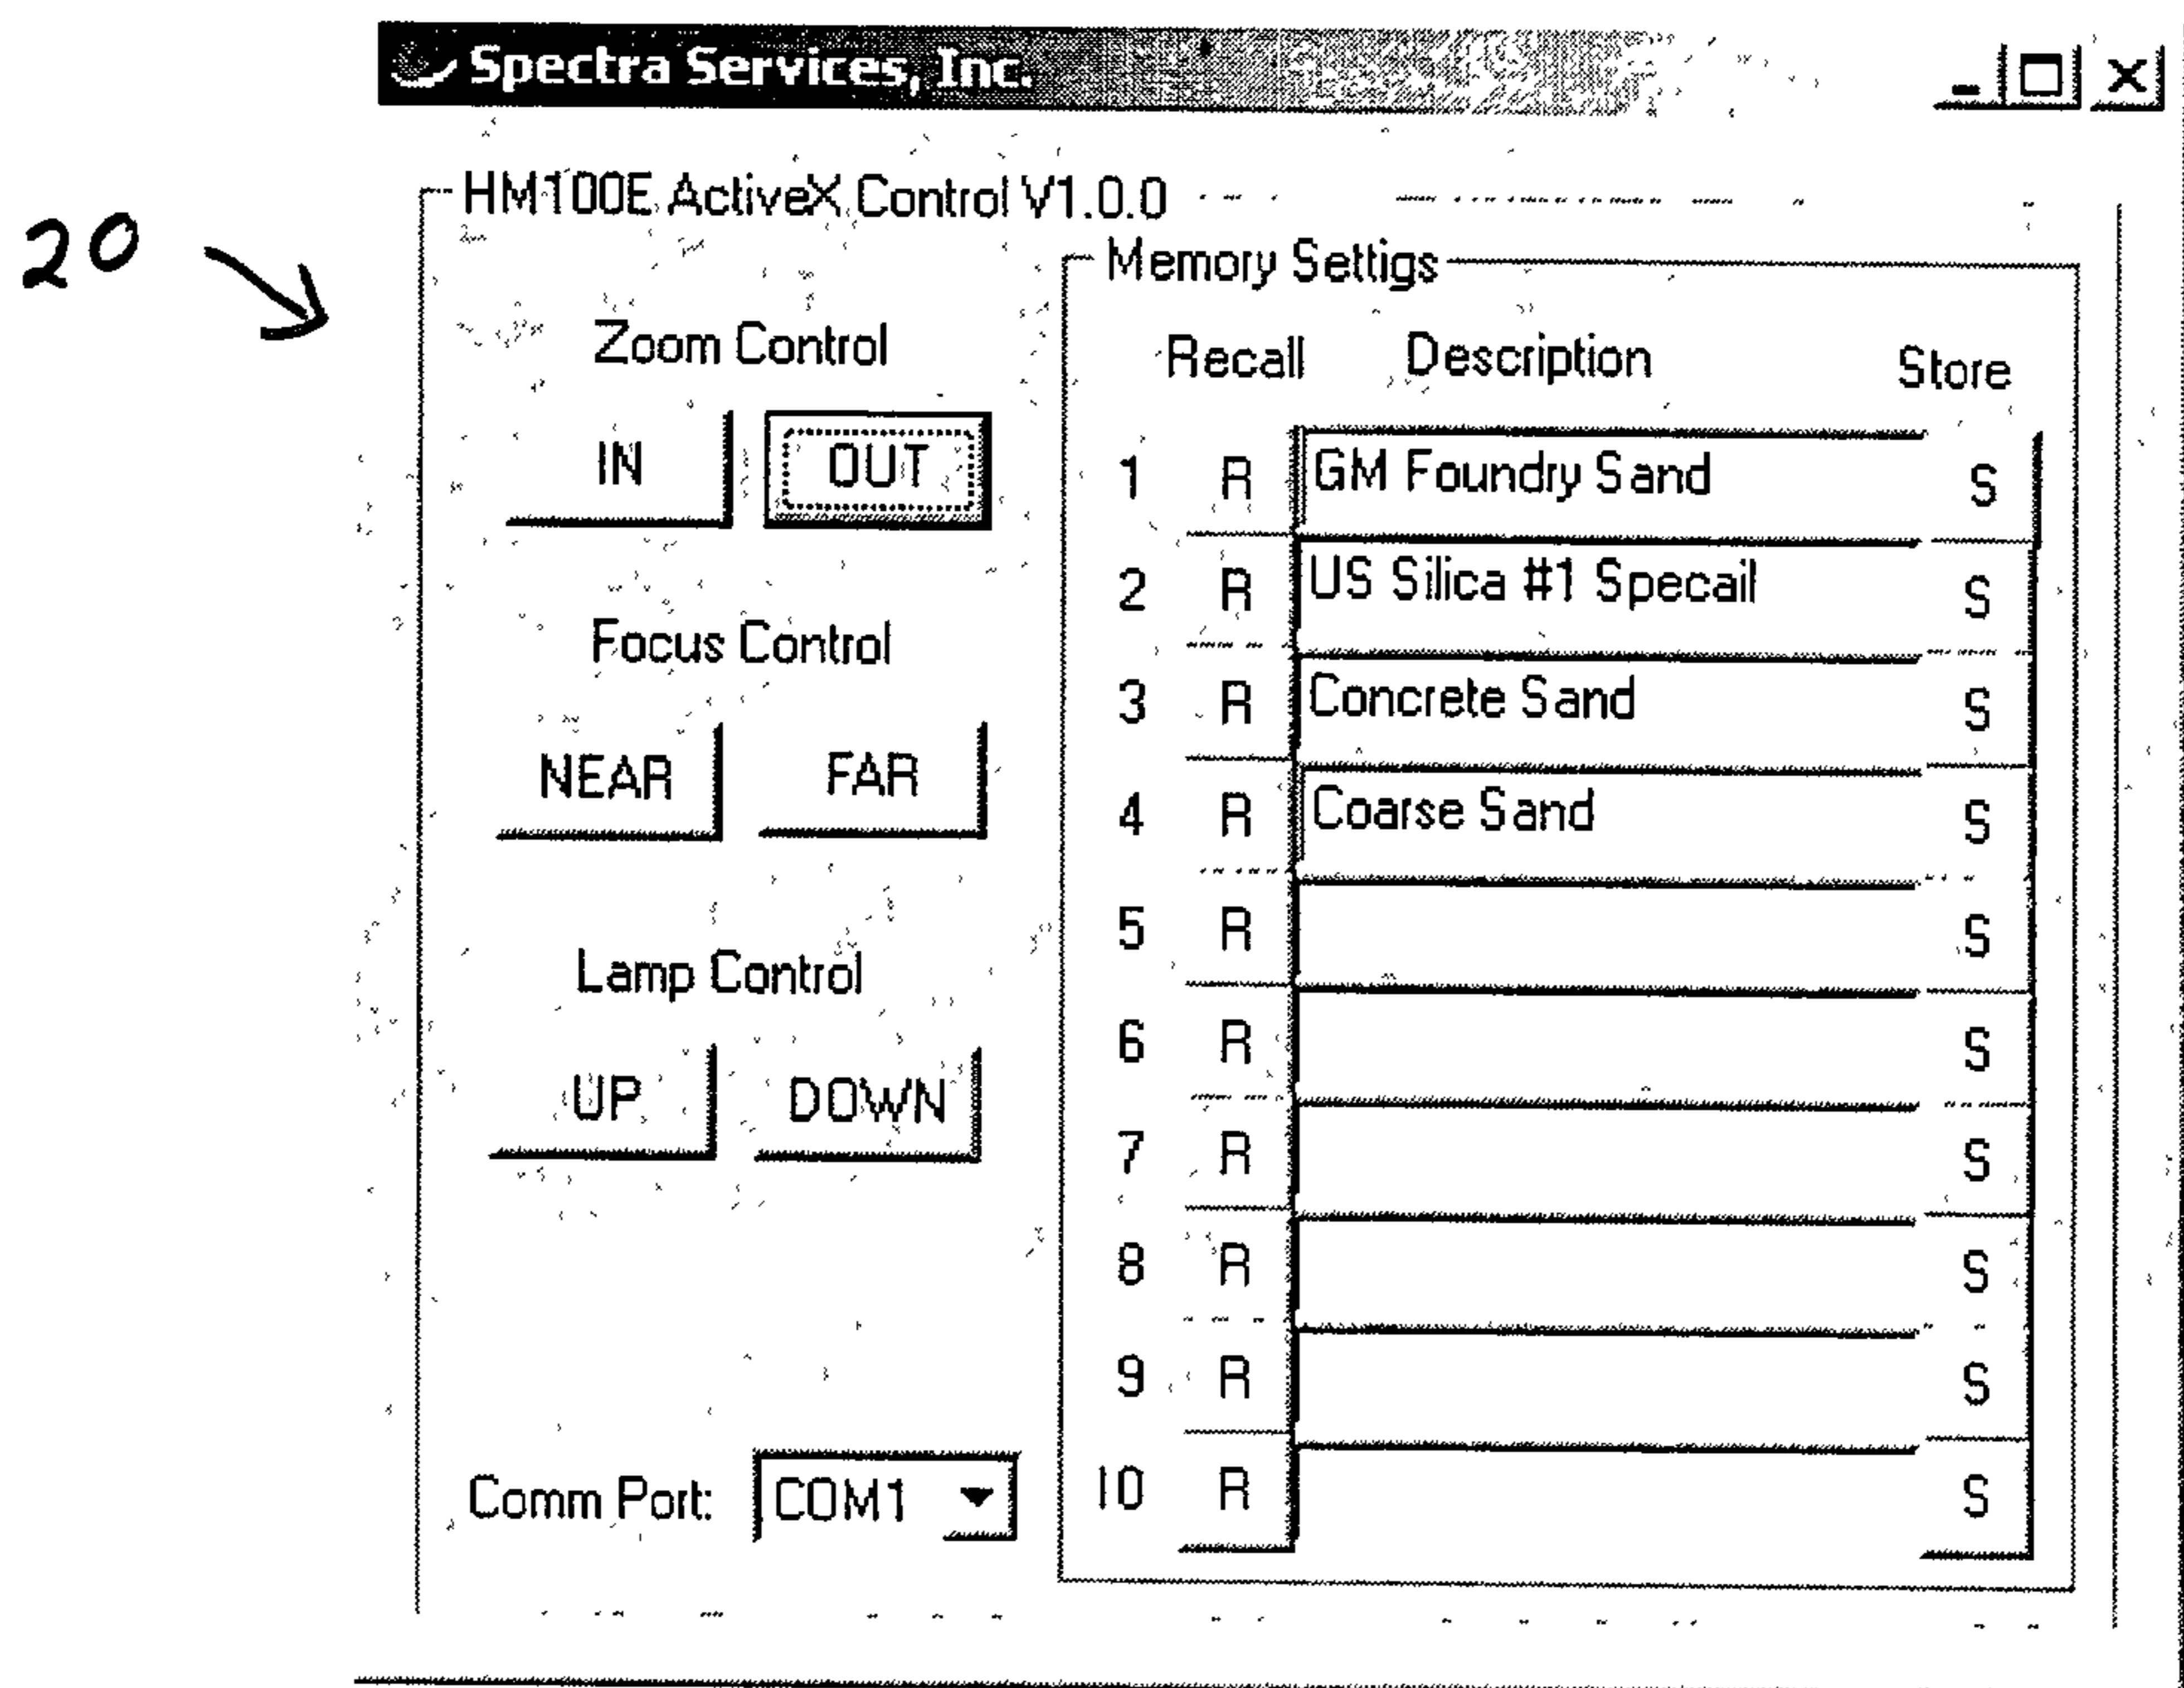 Spectra Services, Inc.
HM100E ActiveX Control V1.0.0
20
Memory Settigs
Zoom Control
Recall Description Store
IN OUT
1 R GM Foundry Sand S
2 R US Silica #1 Specail S
Focus Control
3 R Concrete Sand S
NEAR FAR
4 R Coarse Sand S
5 R S
Lamp Control
6 R S
UP DOWN
7 R S
8 R S
9 R S
Comm Port: COM1
10 R S